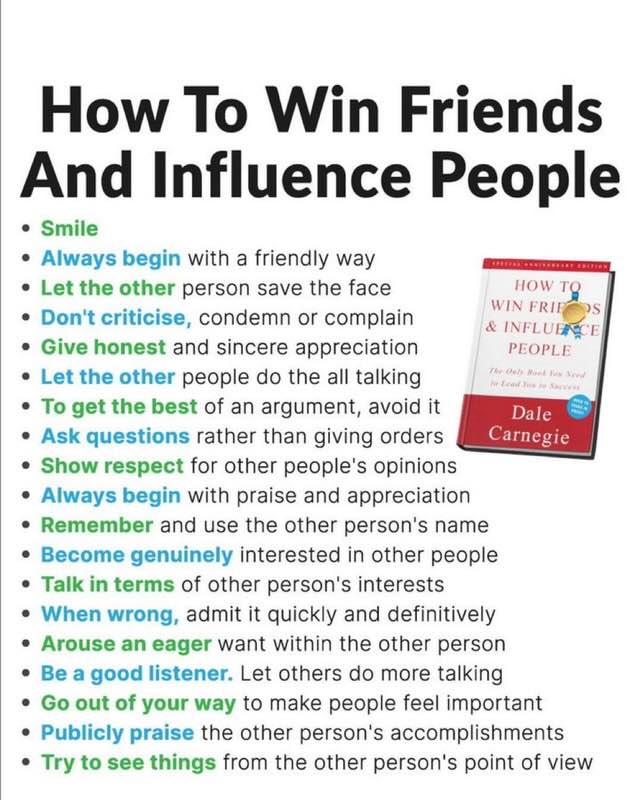 How To Win Friends
And Influence People
• Smile
• Always begin with a friendly way
• Let the other person save the face
• Don't criticise, condemn or complain
• Give honest and sincere appreciation
• Let the other people do the all talking
• To get the best of an argument, avoid it
• Ask questions rather than giving orders
• Show respect for other people's opinions
• Always begin with praise and appreciation
• Remember and use the other person's name
• Become genuinely interested in other people
• Talk in terms of other person's interests
• When wrong, admit it quickly and definitively
• Arouse an eager want within the other person
• Be a good listener. Let others do more talking
• Go out of your way to make people feel important
• Publicly praise the other person's accomplishments
• Try to see things from the other person's point of view
SPECIAL ANNIVERSARY EDITION
HOW TO
WIN FRIENDS
& INFLUENCE
PEOPLE
The Only Book You Need
to Lead You to Success
Dale
Carnegie